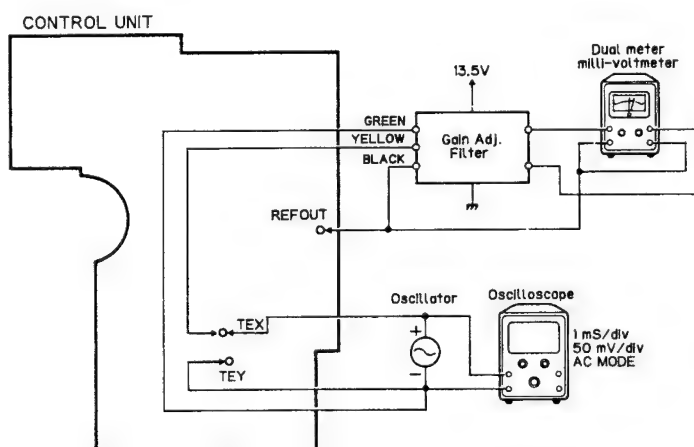 CONTROL UNIT
Dual meter
milli-voltmeter
13.5V
GREEN
YELLOW
BLACK
Gain Adj.
Filter
REFOUT
Oscillator
Oscilloscope
TEX
+
1 mS/div
50 mV/div
AC MODE
TEY
−